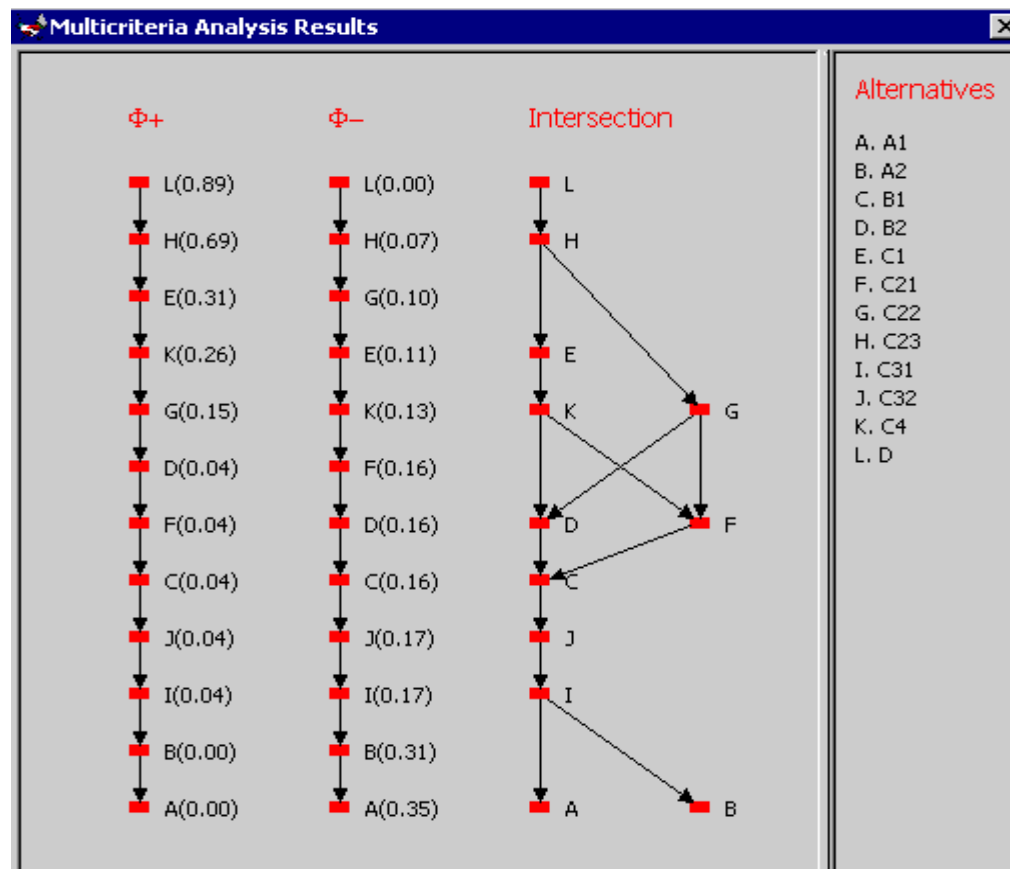 Multicriteria Analysis Results
Φ+
L(0.89)
H(0.69)
E(0.31)
K(0.26)
G(0.15)
D(0.04)
F(0.04)
C(0.04)
J(0.04)
I(0.04)
B(0.00)
A(0.00)
Φ−
L(0.00)
H(0.07)
G(0.10)
E(0.11)
K(0.13)
F(0.16)
D(0.16)
C(0.16)
J(0.17)
I(0.17)
B(0.31)
A(0.35)
Intersection
L
H
E
K
G
D
F
C
J
I
A
B
Alternatives
A. A1
B. A2
C. B1
D. B2
E. C1
F. C21
G. C22
H. C23
I. C31
J. C32
K. C4
L. D